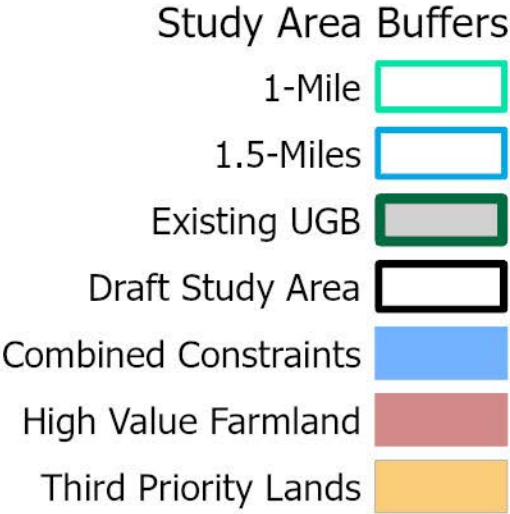 Study Area Buffers
1-Mile
1.5-Miles
Existing UGB
Draft Study Area
Combined Constraints
High Value Farmland
Third Priority Lands